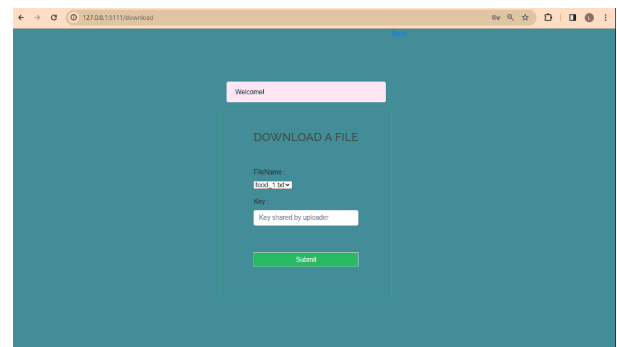 127.0.0.1:5111/download
L
Back
Welcome!
DOWNLOAD A FILE
FileName :
food_1.txt
Key :
Key shared by uploader
Submit